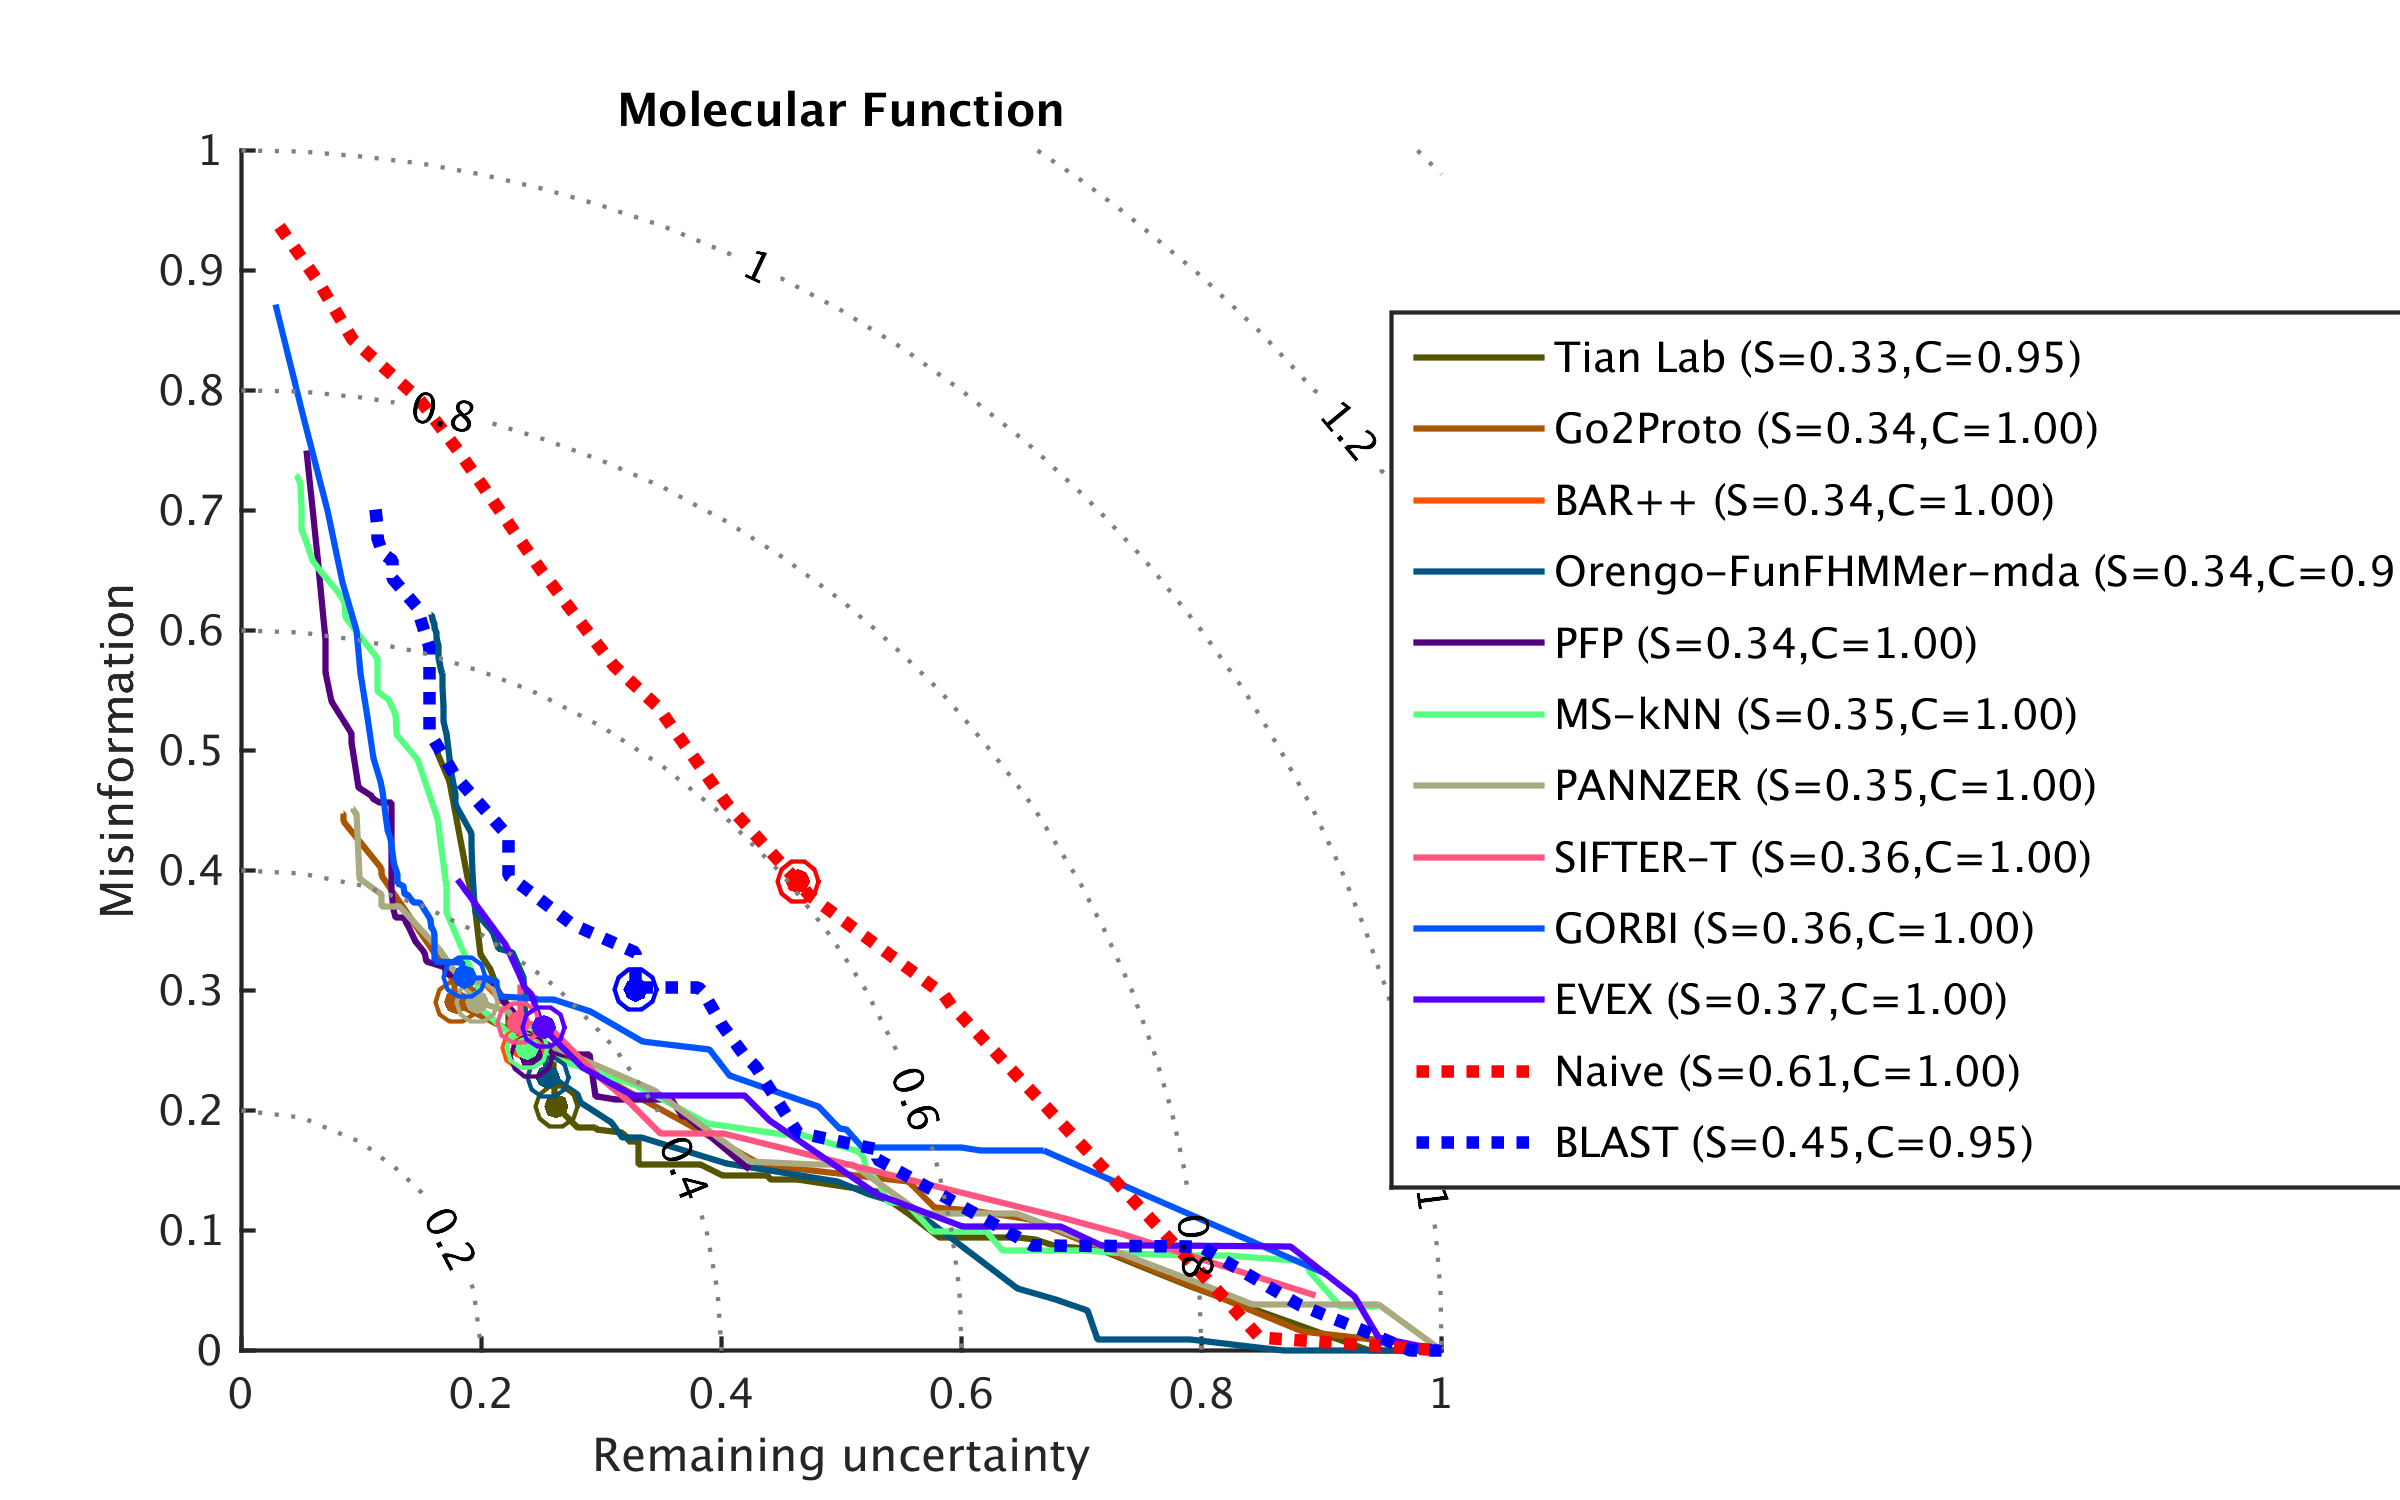 Molecular Function
Misinformation
1
0.9
0.8
0.7
0.6
0.5
0.4
0.3
0.2
0.1
0
0 0.2 0.4 0.6 0.8 1
Remaining uncertainty
1
1.2
0.8
0.6
0.4
0.2
0.8
1
Tian Lab (S=0.33,C=0.95)
Go2Proto (S=0.34,C=1.00)
BAR++ (S=0.34,C=1.00)
Orengo-FunFHMMer-mda (S=0.34,C=0.9
PFP (S=0.34,C=1.00)
MS-kNN (S=0.35,C=1.00)
PANNZER (S=0.35,C=1.00)
SIFTER-T (S=0.36,C=1.00)
GORBI (S=0.36,C=1.00)
EVEX (S=0.37,C=1.00)
Naive (S=0.61,C=1.00)
BLAST (S=0.45,C=0.95)